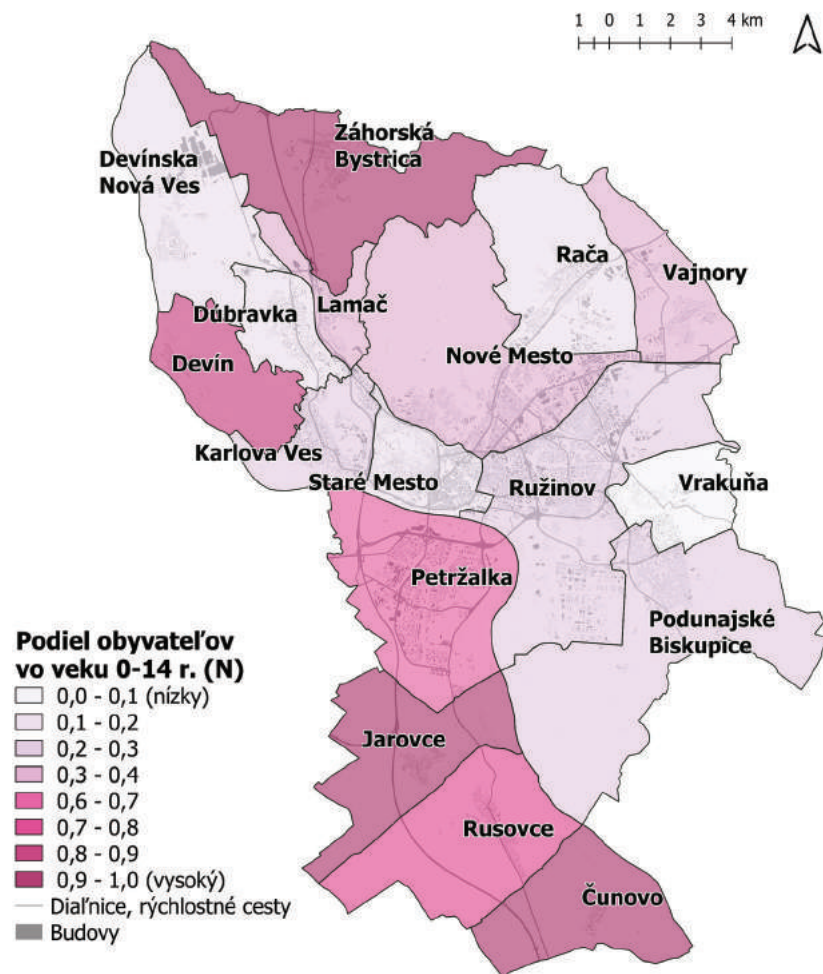 1 0 1 2 3 4 km
Záhorská
Bystrica
Devínska
Nová Ves
Rača
Vajnory
Lamač
Dúbravka
Nové Mesto
Devín
Karlova Ves
Staré Mesto
Ružinov
Vrakuňa
Petržalka
Podunajské
Biskupice
Jarovce
Rusovce
Čunovo
Podiel obyvateľov
vo veku 0-14 r. (N)
0,0 - 0,1 (nízky)
0,1 - 0,2
0,2 - 0,3
0,3 - 0,4
0,6 - 0,7
0,7 - 0,8
0,8 - 0,9
0,9 - 1,0 (vysoký)
Diaľnice, rýchlostné cesty
Budovy